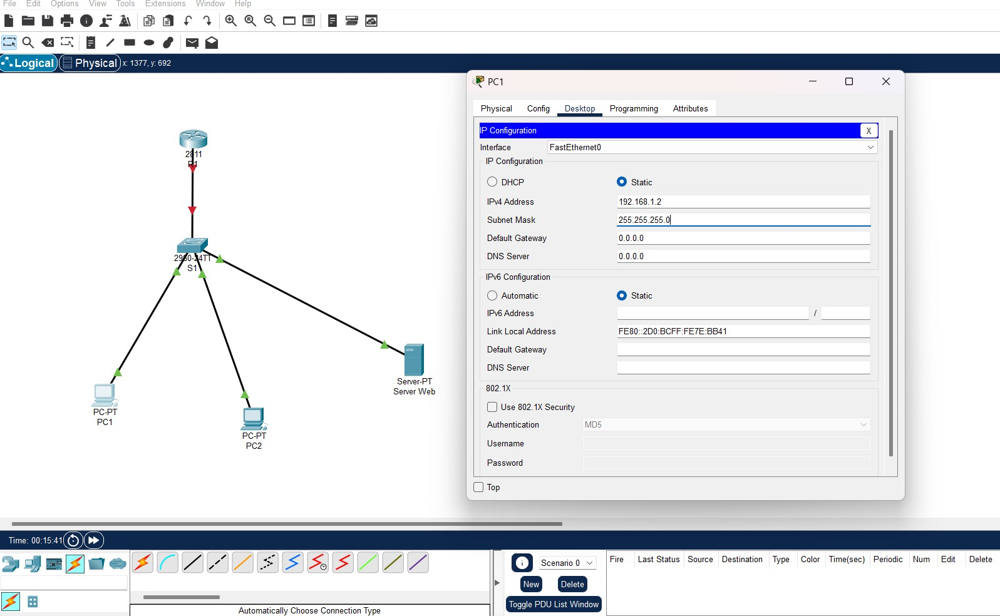 File Edit Options View Tools Extensions Window Help
Logical Physical x: 1377, y: 692
2811
R1
2960-24TT
S1
PC-PT
PC1
PC-PT
PC2
Server-PT
Server Web
PC1
Physical Config Desktop Programming Attributes
IP Configuration X
Interface FastEthernet0
IP Configuration
DHCP Static
IPv4 Address 192.168.1.2
Subnet Mask 255.255.255.0
Default Gateway 0.0.0.0
DNS Server 0.0.0.0
IPv6 Configuration
Automatic Static
IPv6 Address /
Link Local Address FE80::2D0:BCFF:FE7E:BB41
Default Gateway
DNS Server
802.1X
Use 802.1X Security
Authentication MD5
Username
Password
Top
Time: 00:15:41
Scenario 0
New Delete
Toggle PDU List Window
Fire Last Status Source Destination Type Color Time(sec) Periodic Num Edit Delete
Automatically Choose Connection Type